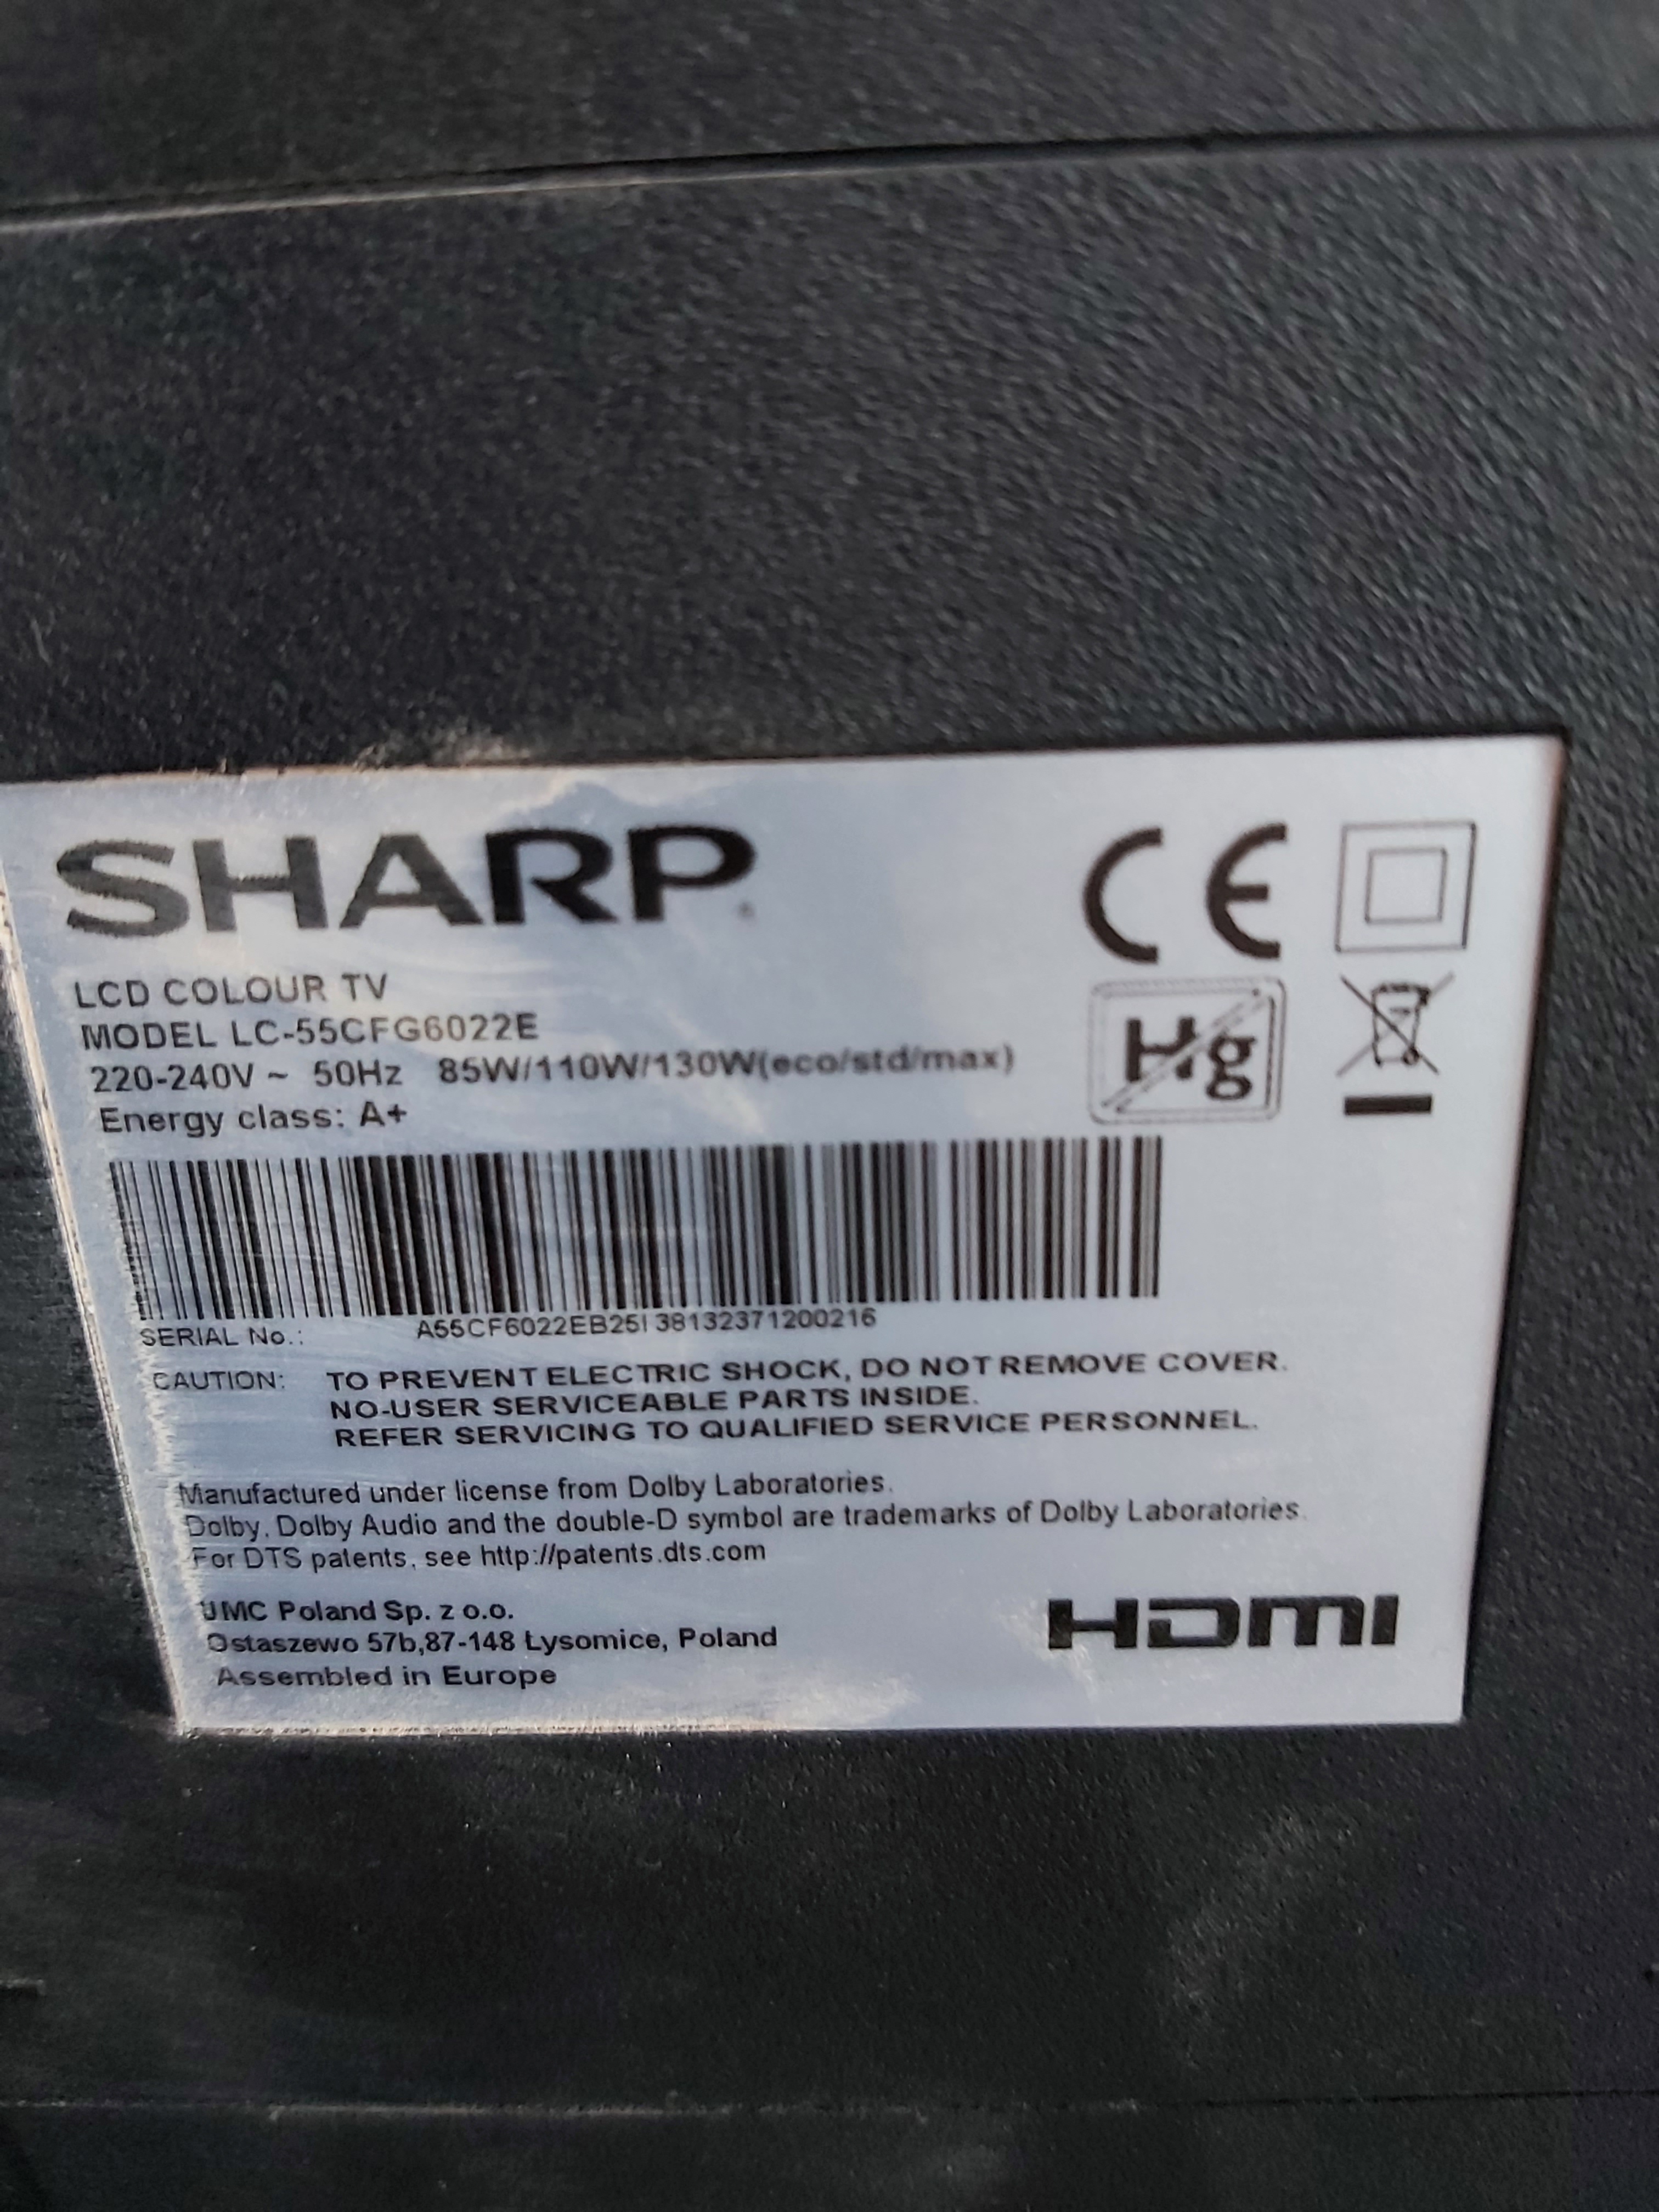 SHARP
CE
LCD COLOUR TV
MODEL LC-55CFG6022E
220-240V ~ 50Hz 85W/110W/130W(eco/std/max)
Hg
Energy class: A+
SERIAL No.: A55CF6022EB25I38132371200216
CAUTION: TO PREVENT ELECTRIC SHOCK, DO NOT REMOVE COVER.
NO-USER SERVICEABLE PARTS INSIDE.
REFER SERVICING TO QUALIFIED SERVICE PERSONNEL.
Manufactured under license from Dolby Laboratories.
Dolby, Dolby Audio and the double-D symbol are trademarks of Dolby Laboratories.
For DTS patents, see http://patents.dts.com
UMC Poland Sp. z o.o.
Ostaszewo 57b,87-148 Łysomice, Poland
Assembled in Europe
HDMI